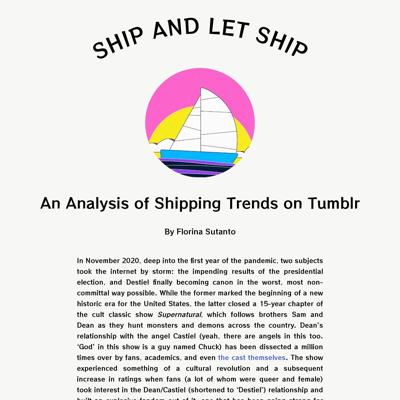 SHIP AND LET SHIP
An Analysis of Shipping Trends on Tumblr
By Florina Sutanto
In November 2020, deep into the first year of the pandemic, two subjects
took the internet by storm: the impending results of the presidential
election, and Destiel finally becoming canon in the worst, most non-
committal way possible. While the former marked the beginning of a new
historic era for the United States, the latter closed a 15-year chapter of
the cult classic show Supernatural, which follows brothers Sam and
Dean as they hunt monsters and demons across the country. Dean's
relationship with the angel Castiel (yeah, there are angels in this too.
'God' in this show is a guy named Chuck) has been dissected a million
times over by fans, academics, and even the cast themselves. The show
experienced something of a cultural revolution and a subsequent
increase in ratings when fans (a lot of whom were queer and female)
took interest in the Dean/Castiel (shortened to 'Destiel') relationship and